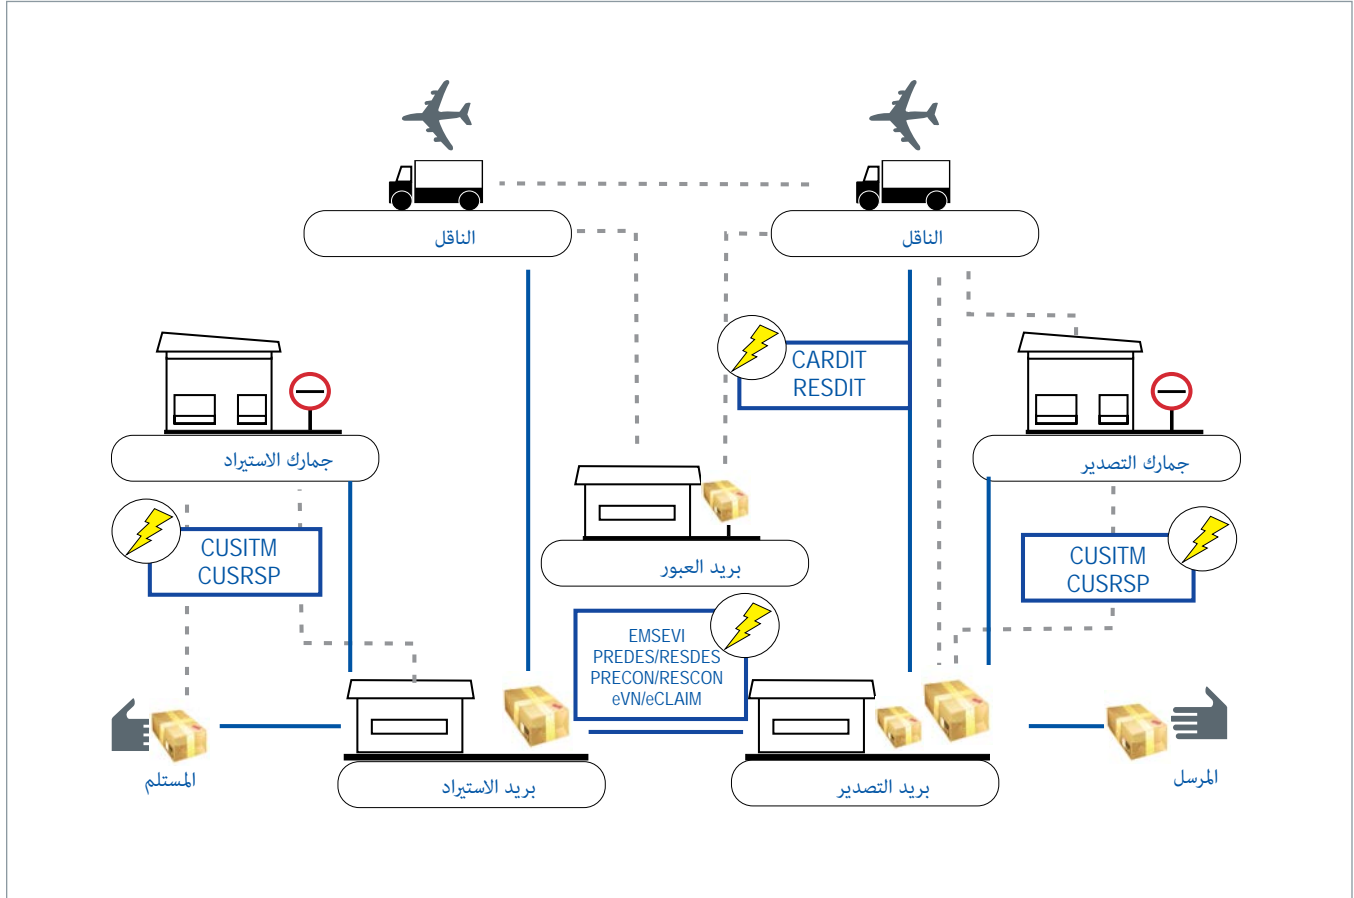 الناقل
الناقل
CARDIT
RESDIT
جمارك التصدير
جمارك الاستيراد
CUSITM
CUSRSP
CUSITM
CUSRSP
بريد العبور
EMSEVI
PREDES/RESDES
PRECON/RESCON
eVN/eCLAIM
المرسل
بريد التصدير
بريد الاستيراد
المستلم